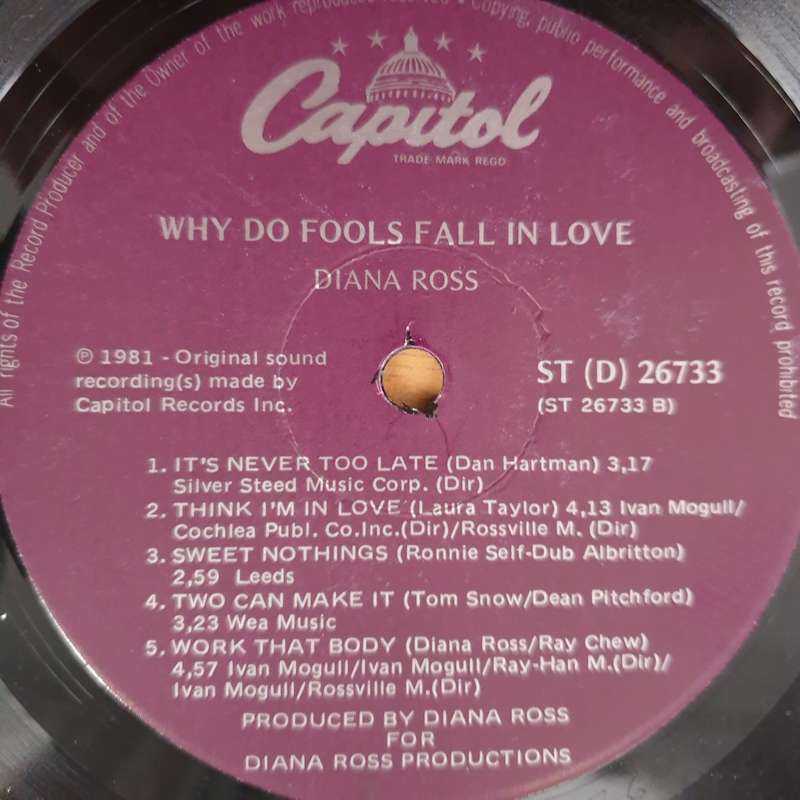 All rights of the Record Producer and of the Owner of the work reproduced
Copying, public performance and broadcasting of this record prohibited
Capitol
TRADE MARK REGD
WHY DO FOOLS FALL IN LOVE
DIANA ROSS
℗ 1981 - Original sound
recording(s) made by
Capitol Records Inc.
ST (D) 26733
(ST 26733 B)
1. IT'S NEVER TOO LATE (Dan Hartman) 3,17
Silver Steed Music Corp. (Dir)
2. THINK I'M IN LOVE (Laura Taylor) 4,13 Ivan Mogull/
Cochlea Publ. Co.Inc.(Dir)/Rossville M. (Dir)
3. SWEET NOTHINGS (Ronnie Self-Dub Albritton)
2,59 Leeds
4. TWO CAN MAKE IT (Tom Snow/Dean Pitchford)
3,23 Wea Music
5. WORK THAT BODY (Diana Ross/Ray Chew)
4,57 Ivan Mogull/Ivan Mogull/Ray-Han M.(Dir)/
Ivan Mogull/Rossville M.(Dir)
PRODUCED BY DIANA ROSS
FOR
DIANA ROSS PRODUCTIONS